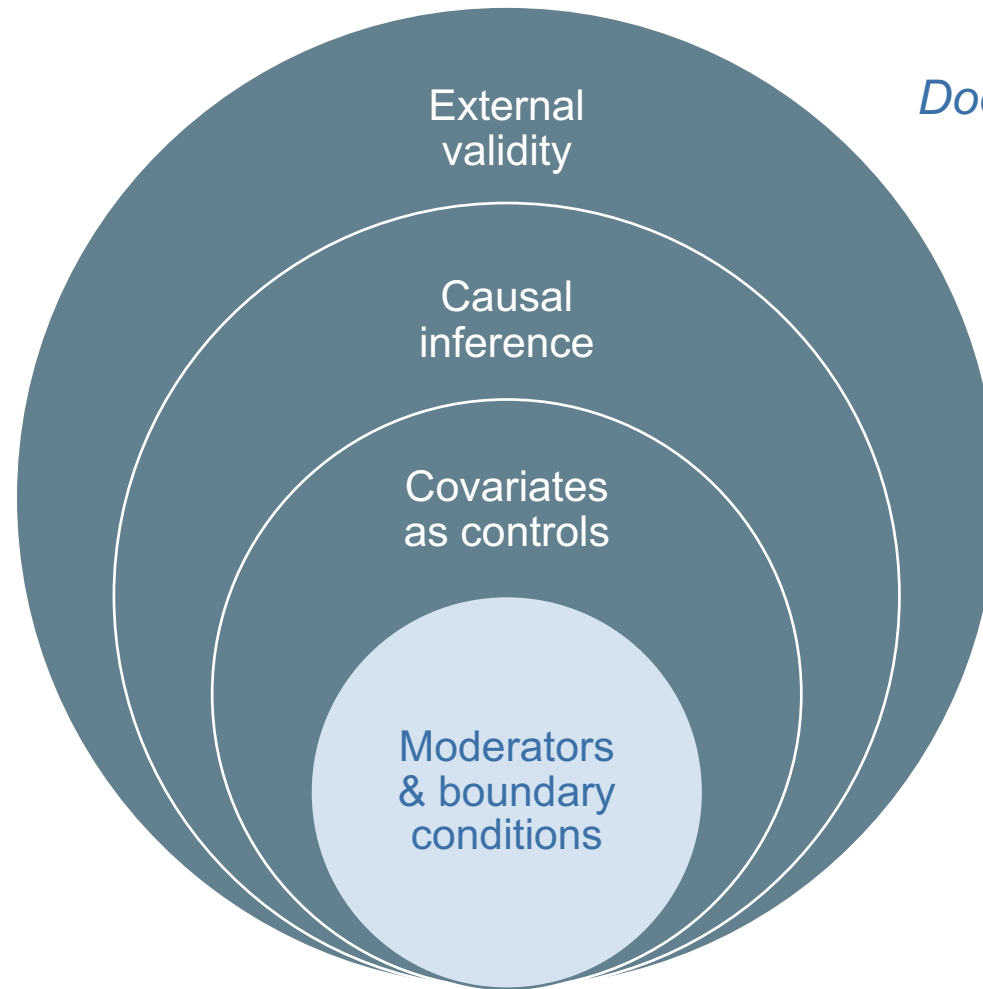 External
validity
Causal
inference
Covariates
as controls
Moderators
& boundary
conditions